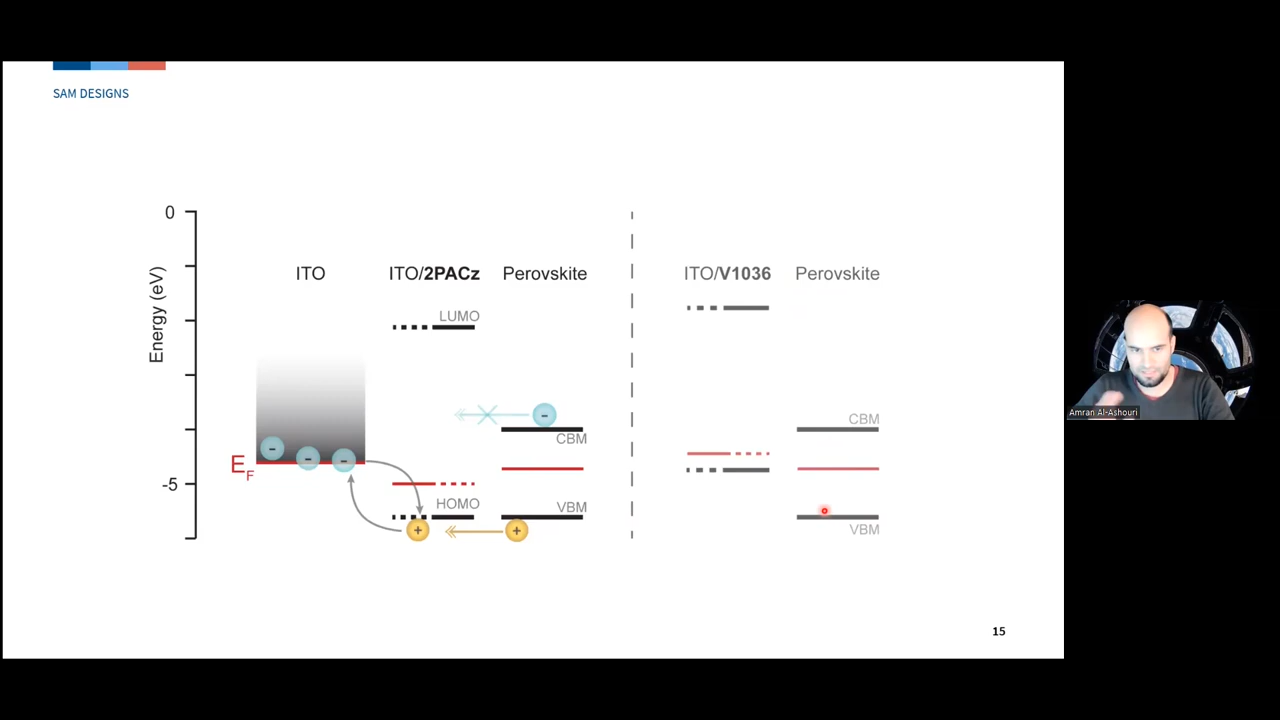 SAM DESIGNS
Energy (eV)
0
-5
ITO
ITO/2PACz
Perovskite
ITO/V1036
Perovskite
LUMO
CBM
CBM
EF
HOMO
VBM
VBM
Amran Al-Ashouri
15